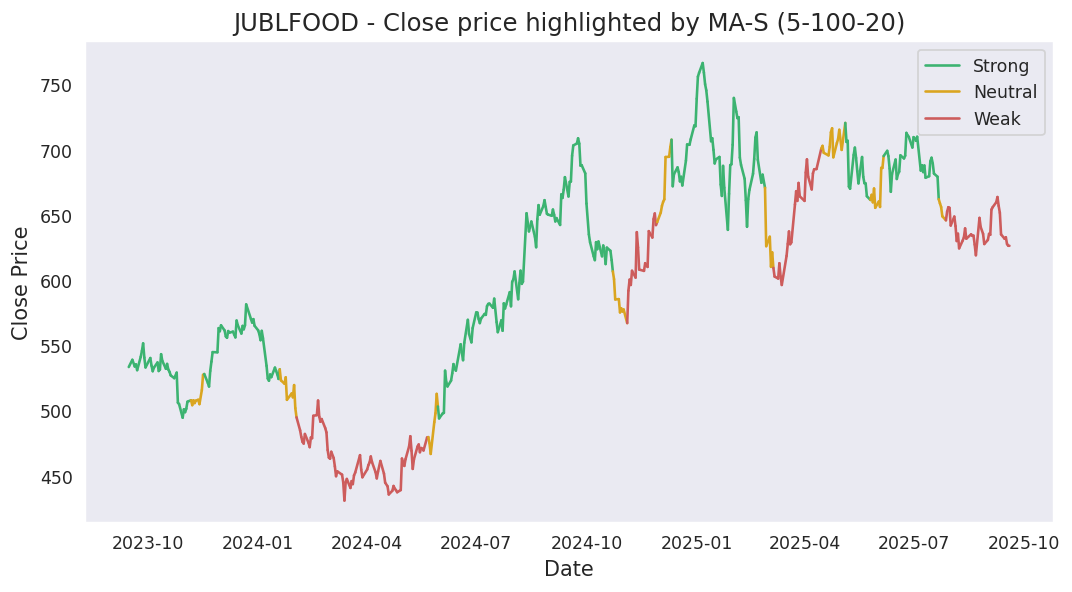 JUBLFOOD - Close price highlighted by MA-S (5-100-20)
Strong
Neutral
Weak
Close Price
750
700
650
600
550
500
450
2023-10 2024-01 2024-04 2024-07 2024-10 2025-01 2025-04 2025-07 2025-10
Date